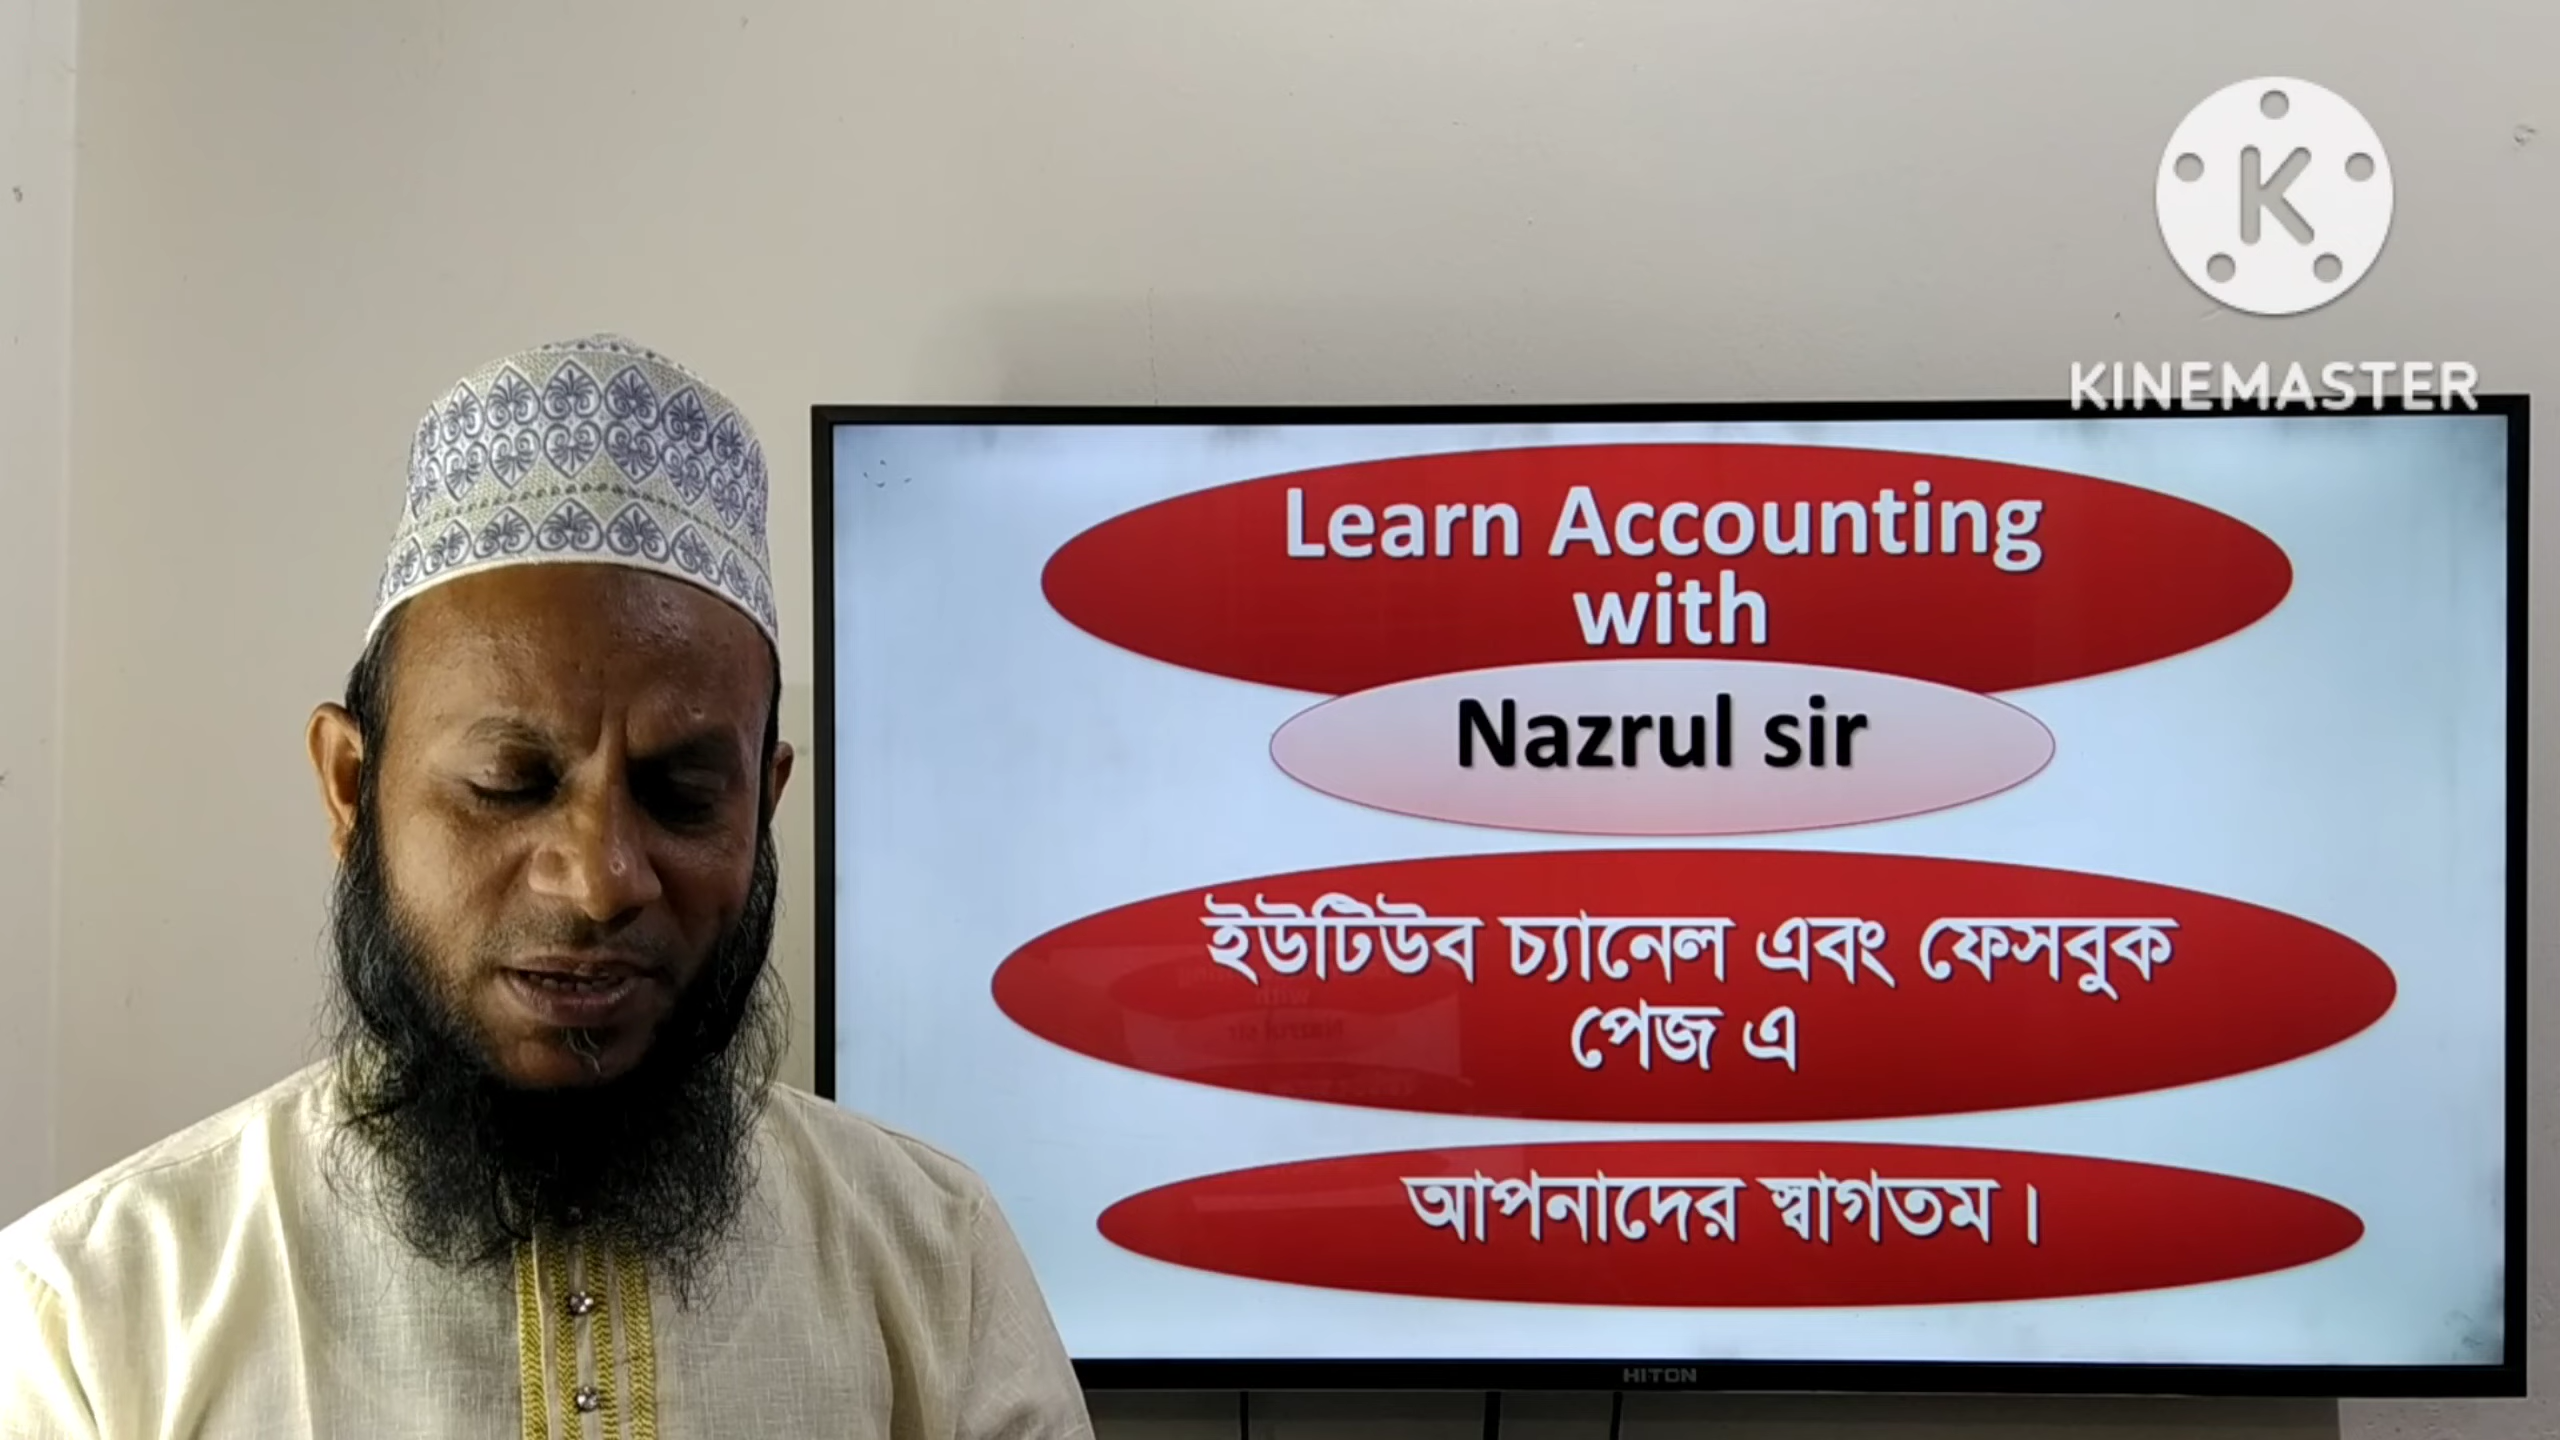 K
KINEMASTER
Learn Accounting
with
Nazrul sir
ইউটিউব চ্যানেল এবং ফেসবুক
পেজ এ
আপনাদের স্বাগতম।
HITON